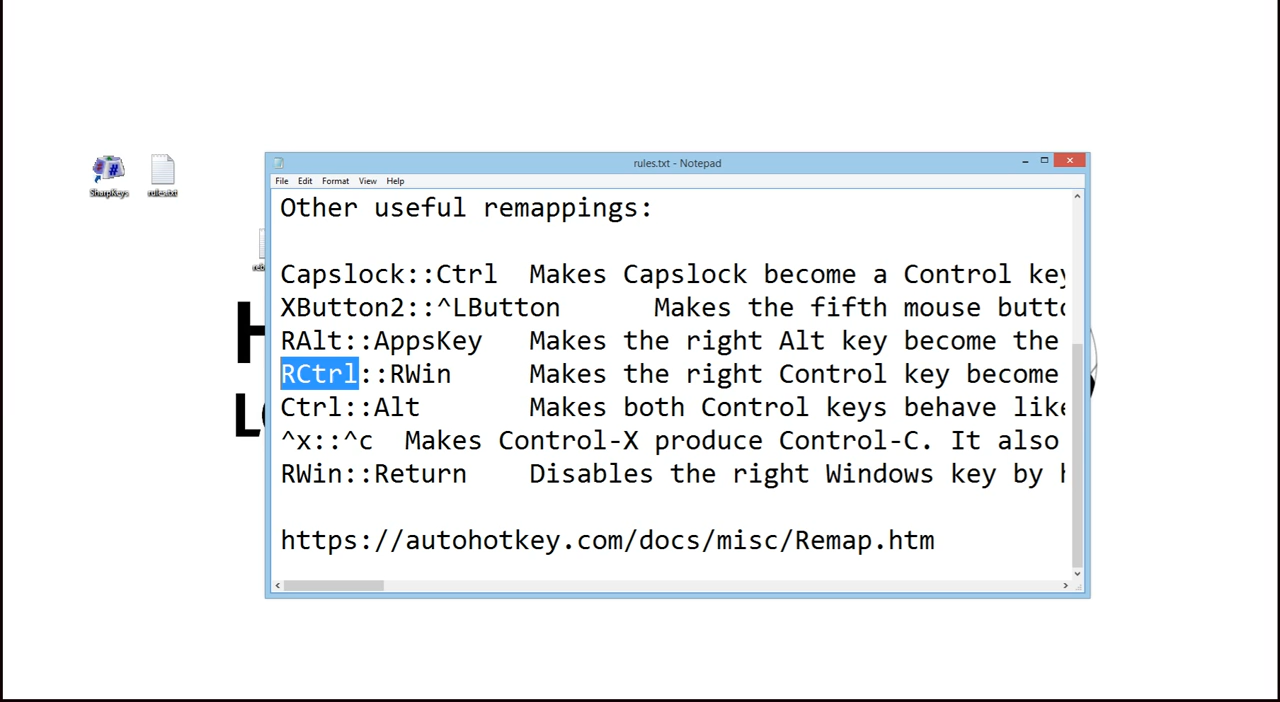 SharpKeys
rules.txt
rules.txt - Notepad
File Edit Format View Help
Other useful remappings:
Capslock::Ctrl Makes Capslock become a Control key
XButton2::^LButton Makes the fifth mouse butto
RAlt::AppsKey Makes the right Alt key become the
RCtrl::RWin Makes the right Control key become
Ctrl::Alt Makes both Control keys behave like
^x::^c Makes Control-X produce Control-C. It also
RWin::Return Disables the right Windows key by h
https://autohotkey.com/docs/misc/Remap.htm